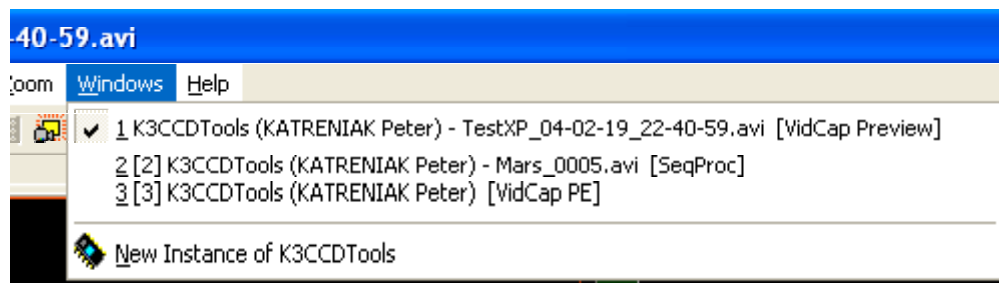 -40-59.avi
Zoom Windows Help
1 K3CCDTools (KATRENIAK Peter) - TestXP_04-02-19_22-40-59.avi [VidCap Preview]
2 [2] K3CCDTools (KATRENIAK Peter) - Mars_0005.avi [SeqProc]
3 [3] K3CCDTools (KATRENIAK Peter) [VidCap PE]
New Instance of K3CCDTools